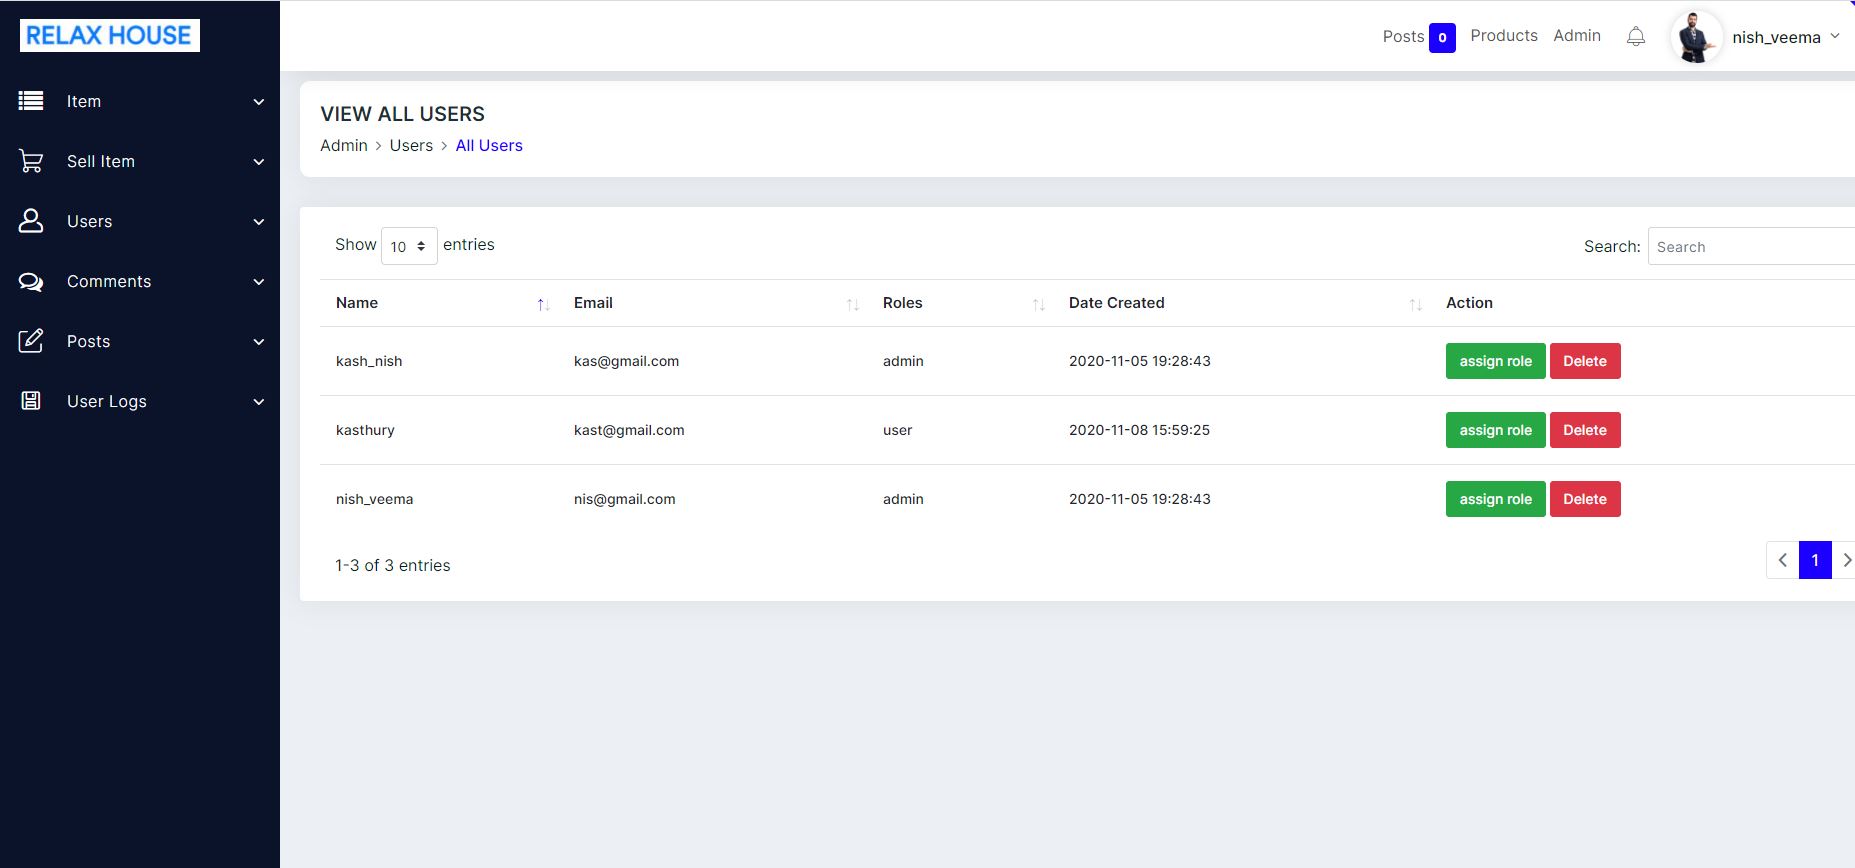 RELAX HOUSE
Posts 0 Products Admin nish_veema
Item
Sell Item
Users
Comments
Posts
User Logs
VIEW ALL USERS
Admin > Users > All Users
Show 10 entries Search: Search
Name Email Roles Date Created Action
kash_nish kas@gmail.com admin 2020-11-05 19:28:43 assign role Delete
kasthury kast@gmail.com user 2020-11-08 15:59:25 assign role Delete
nish_veema nis@gmail.com admin 2020-11-05 19:28:43 assign role Delete
1-3 of 3 entries 1